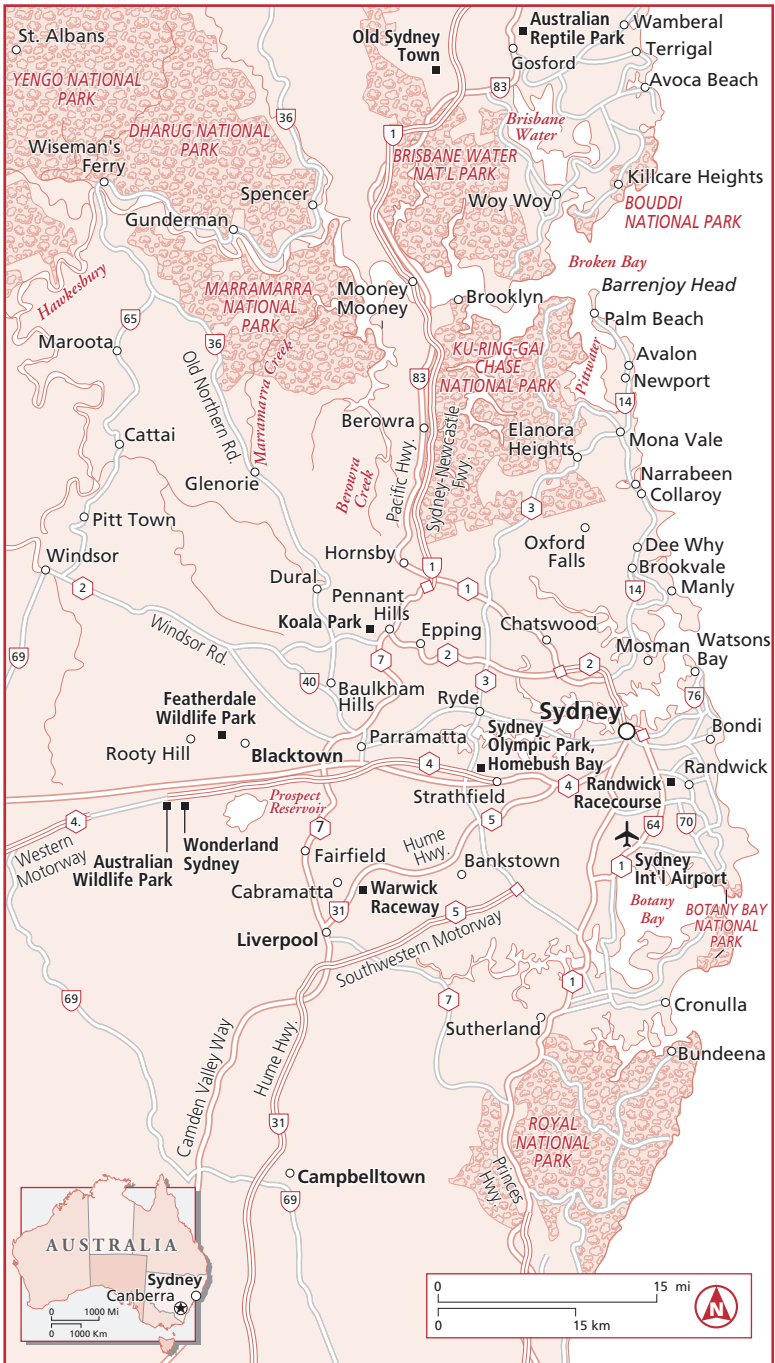 St. Albans
Old Sydney
Town
Australian
Reptile Park
Wamberal
Terrigal
Gosford
Avoca Beach
YENGO NATIONAL
PARK
83
36
Brisbane
Water
DHARUG NATIONAL
PARK
1
Wiseman's
Ferry
BRISBANE WATER
NAT'L PARK
Killcare Heights
Spencer
Woy Woy
BOUDDI
NATIONAL PARK
Gunderman
Broken Bay
Hawkesbury
MARRAMARRA
NATIONAL
PARK
Mooney
Mooney
Brooklyn
Barrenjoy Head
Palm Beach
65
36
Maroota
KU-RING-GAI
CHASE
NATIONAL PARK
Pittwater
Avalon
Newport
83
14
Old Northern Rd.
Marramarra Creek
Berowra
Elanora
Heights
Mona Vale
Cattai
Pacific Hwy.
Sydney-Newcastle
Fwy.
Glenorie
Berowra
Creek
Narrabeen
Collaroy
3
Pitt Town
Oxford
Falls
Dee Why
Windsor
Hornsby
1
Brookvale
2
Dural
1
14
Manly
Pennant
Hills
Koala Park
Windsor Rd.
Epping
Chatswood
Mosman
Watsons
Bay
69
7
2
2
40
3
76
Featherdale
Wildlife Park
Baulkham
Hills
Ryde
Sydney
Rooty Hill
Blacktown
Parramatta
Sydney
Olympic Park,
Homebush Bay
Bondi
4
Randwick
Strathfield
4
Randwick
Racecourse
Prospect
Reservoir
4.
Western
Motorway
7
5
64
70
Australian
Wildlife Park
Wonderland
Sydney
Hume
Hwy.
Fairfield
Bankstown
1
Sydney
Int'l Airport
Cabramatta
Warwick
Raceway
31
5
Botany
Bay
BOTANY BAY
NATIONAL
PARK
Liverpool
Southwestern Motorway
69
7
1
Cronulla
Sutherland
Bundeena
Camden Valley Way
Hume Hwy.
31
ROYAL
NATIONAL
PARK
Princes
Hwy.
Campbelltown
69
AUSTRALIA
Sydney
Canberra
0 1000 Mi
0 1000 Km
0 15 mi
0 15 km
N